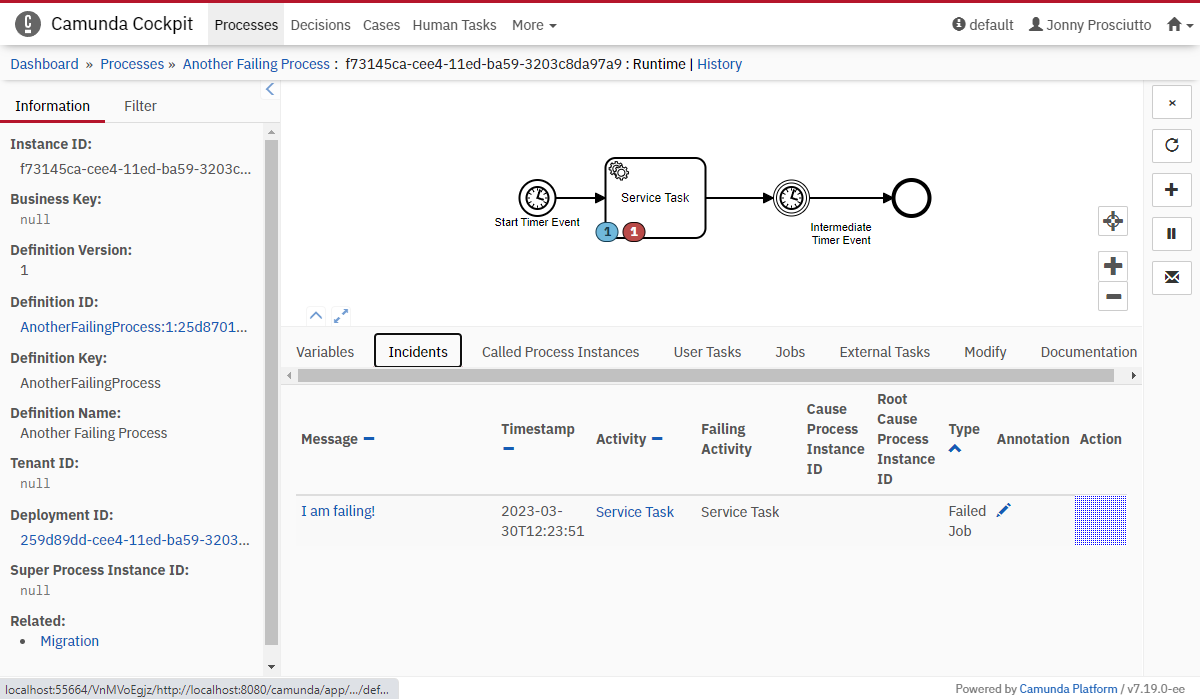 Camunda Cockpit Processes Decisions Cases Human Tasks More default Jonny Prosciutto
Dashboard » Processes » Another Failing Process : f73145ca-cee4-11ed-ba59-3203c8da97a9 : Runtime | History
Information Filter
Instance ID:
f73145ca-cee4-11ed-ba59-3203c...
Business Key:
null
Definition Version:
1
Definition ID:
AnotherFailingProcess:1:25d8701...
Definition Key:
AnotherFailingProcess
Definition Name:
Another Failing Process
Tenant ID:
null
Deployment ID:
259d89dd-cee4-11ed-ba59-3203...
Super Process Instance ID:
null
Related:
• Migration
Start Timer Event
Service Task
1 1
Intermediate
Timer Event
Variables Incidents Called Process Instances User Tasks Jobs External Tasks Modify Documentation
Message Timestamp Activity Failing
Activity
Cause
Process
Instance
ID
Root
Cause
Process
Instance
ID
Type Annotation Action
I am failing! 2023-03-
30T12:23:51
Service Task Service Task Failed
Job
localhost:55664/VnMVoEgjz/http://localhost:8080/camunda/app/.../def...
Powered by Camunda Platform / v7.19.0-ee